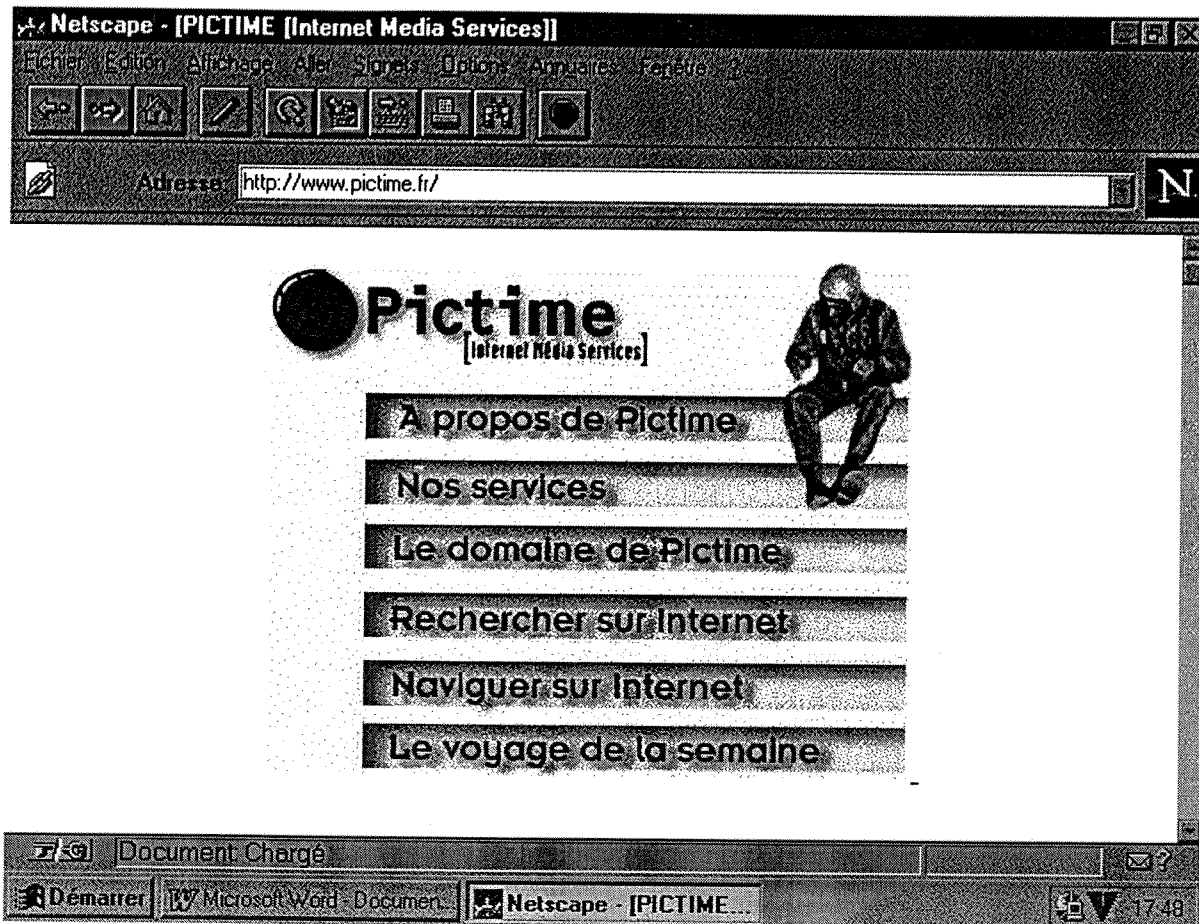 Netscape - [PICTIME [Internet Media Services]]
Fichier Edition Affichage Aller Signets Options Annuaires Fenêtre ?
Adresse: http://www.pictime.fr/
N
Pictime
[Internet Média Services]
A propos de Pictime
Nos services
Le domaine de Pictime
Rechercher sur Internet
Naviguer sur Internet
Le voyage de la semaine
Document Chargé
?
Démarrer Microsoft Word - Documen... Netscape - [PICTIME... 17:49